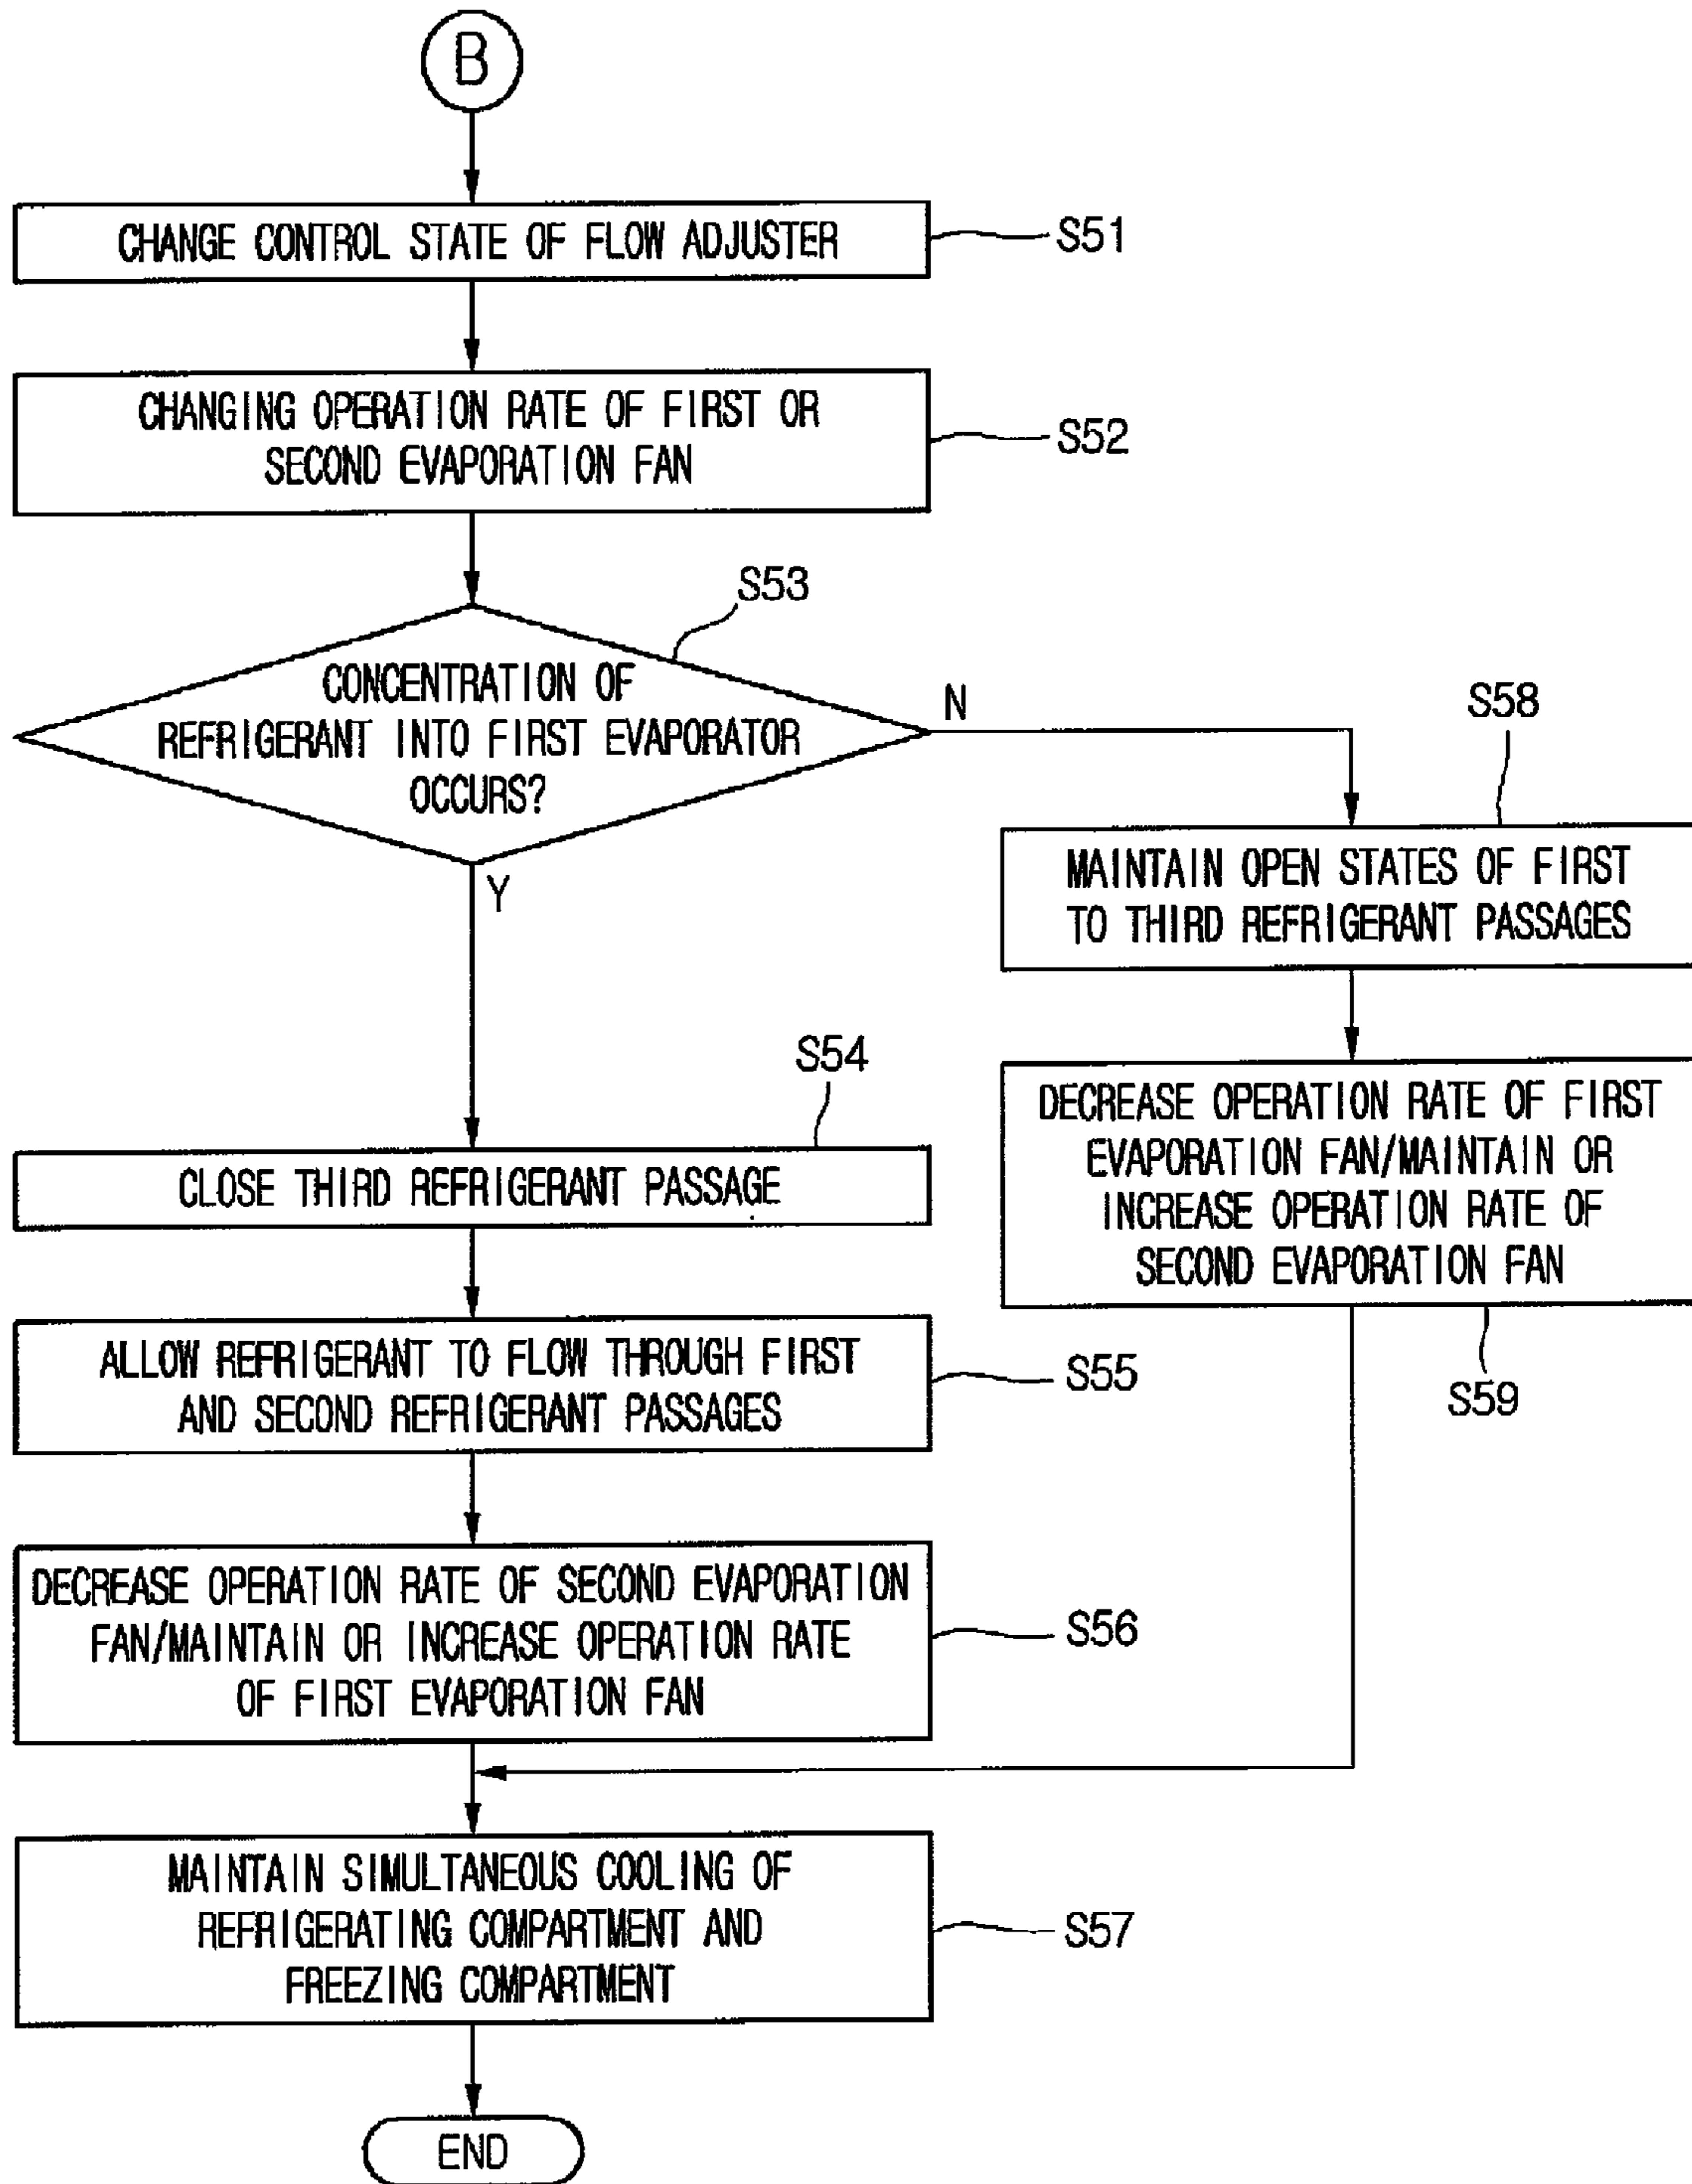 B
CHANGE CONTROL STATE OF FLOW ADJUSTER
S51
CHANGING OPERATION RATE OF FIRST OR
SECOND EVAPORATION FAN
S52
S53
CONCENTRATION OF
REFRIGERANT INTO FIRST EVAPORATOR
OCCURS?
N
Y
S58
MAINTAIN OPEN STATES OF FIRST
TO THIRD REFRIGERANT PASSAGES
DECREASE OPERATION RATE OF FIRST
EVAPORATION FAN/MAINTAIN OR
INCREASE OPERATION RATE OF
SECOND EVAPORATION FAN
S59
S54
CLOSE THIRD REFRIGERANT PASSAGE
ALLOW REFRIGERANT TO FLOW THROUGH FIRST
AND SECOND REFRIGERANT PASSAGES
S55
DECREASE OPERATION RATE OF SECOND EVAPORATION
FAN/MAINTAIN OR INCREASE OPERATION RATE
OF FIRST EVAPORATION FAN
S56
MAINTAIN SIMULTANEOUS COOLING OF
REFRIGERATING COMPARTMENT AND
FREEZING COMPARTMENT
S57
END